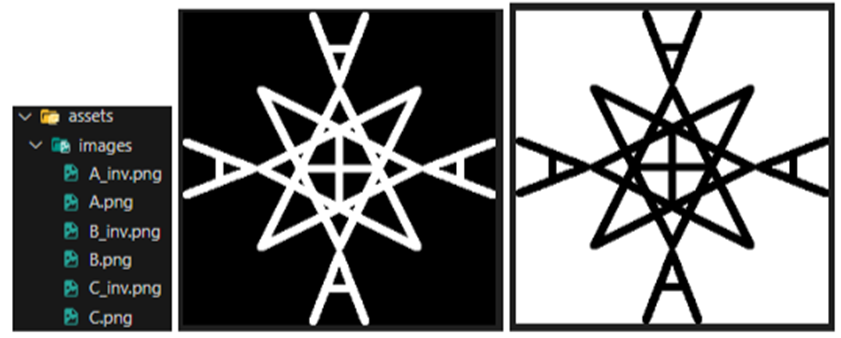 assets
images
A_inv.png
A.png
B_inv.png
B.png
C_inv.png
C.png